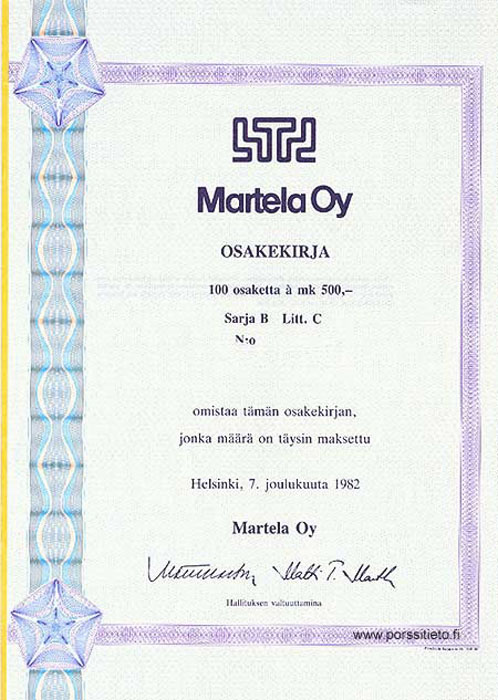 Martela Oy
OSAKEKIRJA
100 osaketta à mk 500,–
Sarja B Litt. C
N:o
omistaa tämän osakekirjan,
jonka määrä on täysin maksettu
Helsinki, 7. joulukuuta 1982
Martela Oy
Hallituksen valtuuttamina
www.porssitieto.fi